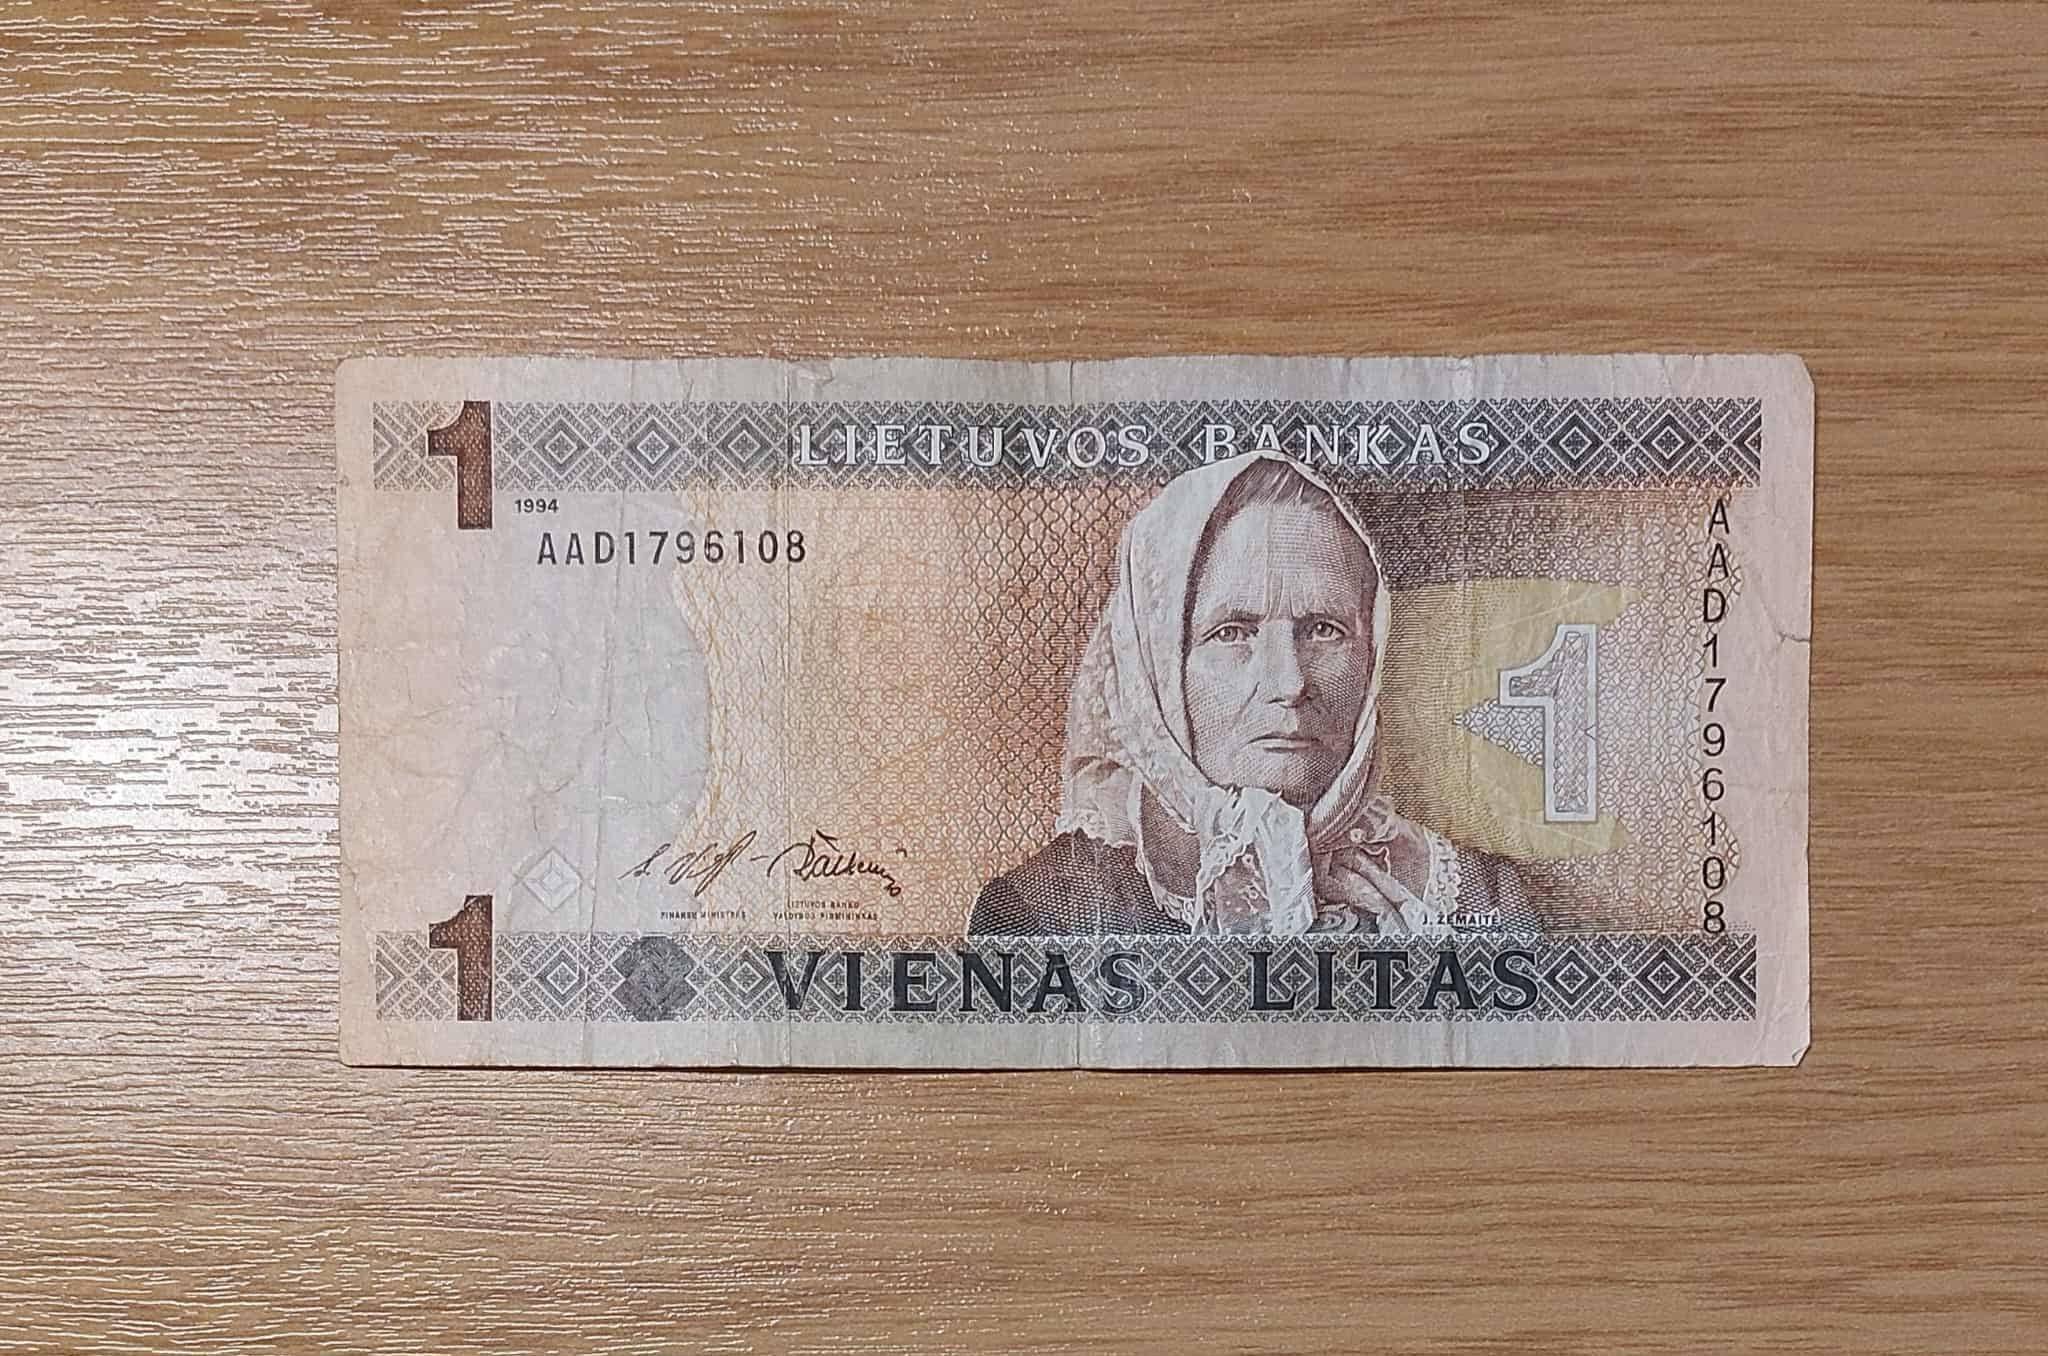 1
LIETUVOS BANKAS
1994
AAD1796108
AAD1796108
1
FINANSŲ MINISTRAS
LIETUVOS BANKO
VALDYBOS PIRMININKAS
J. ŽEMAITĖ
1
VIENAS LITAS